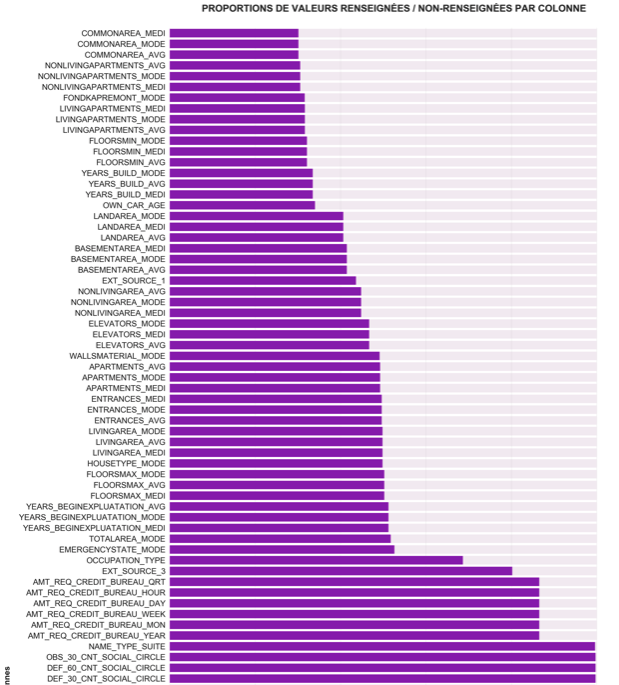 PROPORTIONS DE VALEURS RENSEIGNÉES / NON-RENSEIGNÉES PAR COLONNE
COMMONAREA_MEDI
COMMONAREA_MODE
COMMONAREA_AVG
NONLIVINGAPARTMENTS_AVG
NONLIVINGAPARTMENTS_MODE
NONLIVINGAPARTMENTS_MEDI
FONDKAPREMONT_MODE
LIVINGAPARTMENTS_MEDI
LIVINGAPARTMENTS_MODE
LIVINGAPARTMENTS_AVG
FLOORSMIN_MODE
FLOORSMIN_MEDI
FLOORSMIN_AVG
YEARS_BUILD_MODE
YEARS_BUILD_AVG
YEARS_BUILD_MEDI
OWN_CAR_AGE
LANDAREA_MODE
LANDAREA_MEDI
LANDAREA_AVG
BASEMENTAREA_MEDI
BASEMENTAREA_MODE
BASEMENTAREA_AVG
EXT_SOURCE_1
NONLIVINGAREA_AVG
NONLIVINGAREA_MODE
NONLIVINGAREA_MEDI
ELEVATORS_MODE
ELEVATORS_MEDI
ELEVATORS_AVG
WALLSMATERIAL_MODE
APARTMENTS_AVG
APARTMENTS_MODE
APARTMENTS_MEDI
ENTRANCES_MEDI
ENTRANCES_MODE
ENTRANCES_AVG
LIVINGAREA_MODE
LIVINGAREA_AVG
LIVINGAREA_MEDI
HOUSETYPE_MODE
FLOORSMAX_MODE
FLOORSMAX_AVG
FLOORSMAX_MEDI
YEARS_BEGINEXPLUATATION_AVG
YEARS_BEGINEXPLUATATION_MODE
YEARS_BEGINEXPLUATATION_MEDI
TOTALAREA_MODE
EMERGENCYSTATE_MODE
OCCUPATION_TYPE
EXT_SOURCE_3
AMT_REQ_CREDIT_BUREAU_QRT
AMT_REQ_CREDIT_BUREAU_HOUR
AMT_REQ_CREDIT_BUREAU_DAY
AMT_REQ_CREDIT_BUREAU_WEEK
AMT_REQ_CREDIT_BUREAU_MON
AMT_REQ_CREDIT_BUREAU_YEAR
NAME_TYPE_SUITE
OBS_30_CNT_SOCIAL_CIRCLE
DEF_60_CNT_SOCIAL_CIRCLE
DEF_30_CNT_SOCIAL_CIRCLE
nnes